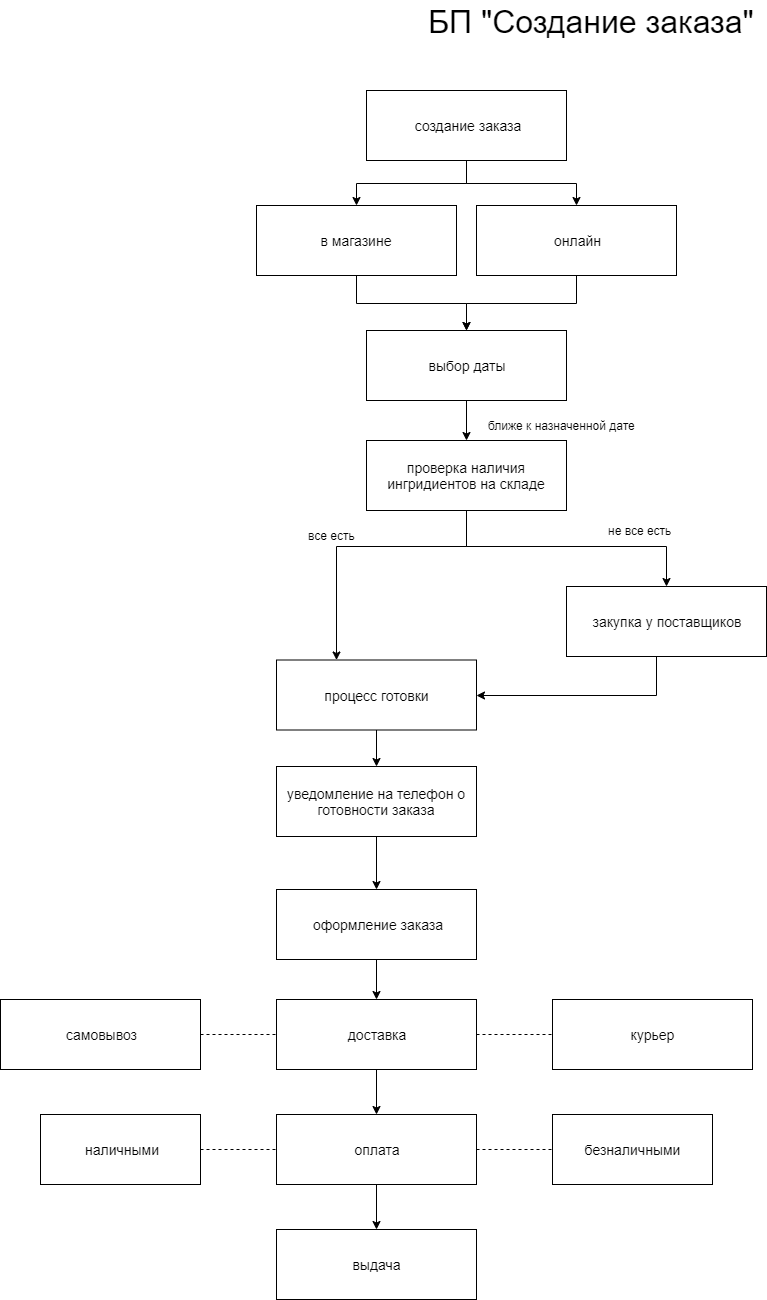 БП "Создание заказа"
создание заказа
в магазине
онлайн
выбор даты
ближе к назначенной дате
проверка наличия
ингридиентов на складе
все есть
не все есть
закупка у поставщиков
процесс готовки
уведомление на телефон о
готовности заказа
оформление заказа
самовывоз
доставка
курьер
наличными
оплата
безналичными
выдача